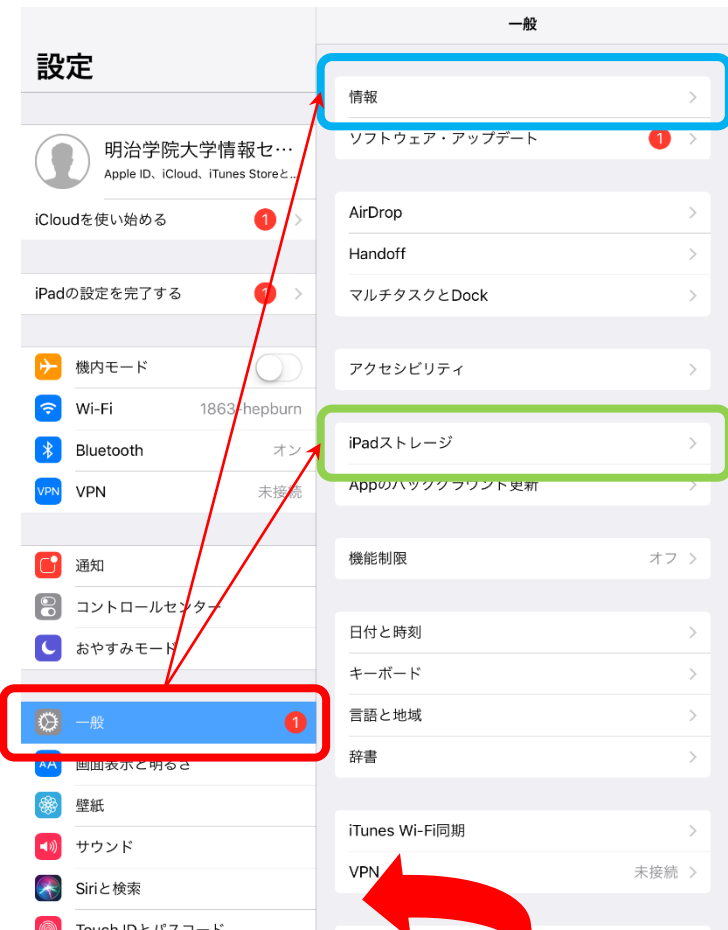 設定
明治学院大学情報セ…
Apple ID、iCloud、iTunes Storeと...
iCloudを使い始める 1
iPadの設定を完了する 1
機内モード
Wi-Fi 1863-hepburn
Bluetooth オン
VPN VPN 未接続
通知
コントロールセンター
おやすみモード
一般 1
AA 画面表示と明るさ
壁紙
サウンド
Siriと検索
Touch IDとパスコード
一般
情報
ソフトウェア・アップデート 1
AirDrop
Handoff
マルチタスクとDock
アクセシビリティ
iPadストレージ
Appのバックグラウンド更新
機能制限 オフ
日付と時刻
キーボード
言語と地域
辞書
iTunes Wi-Fi同期
VPN 未接続